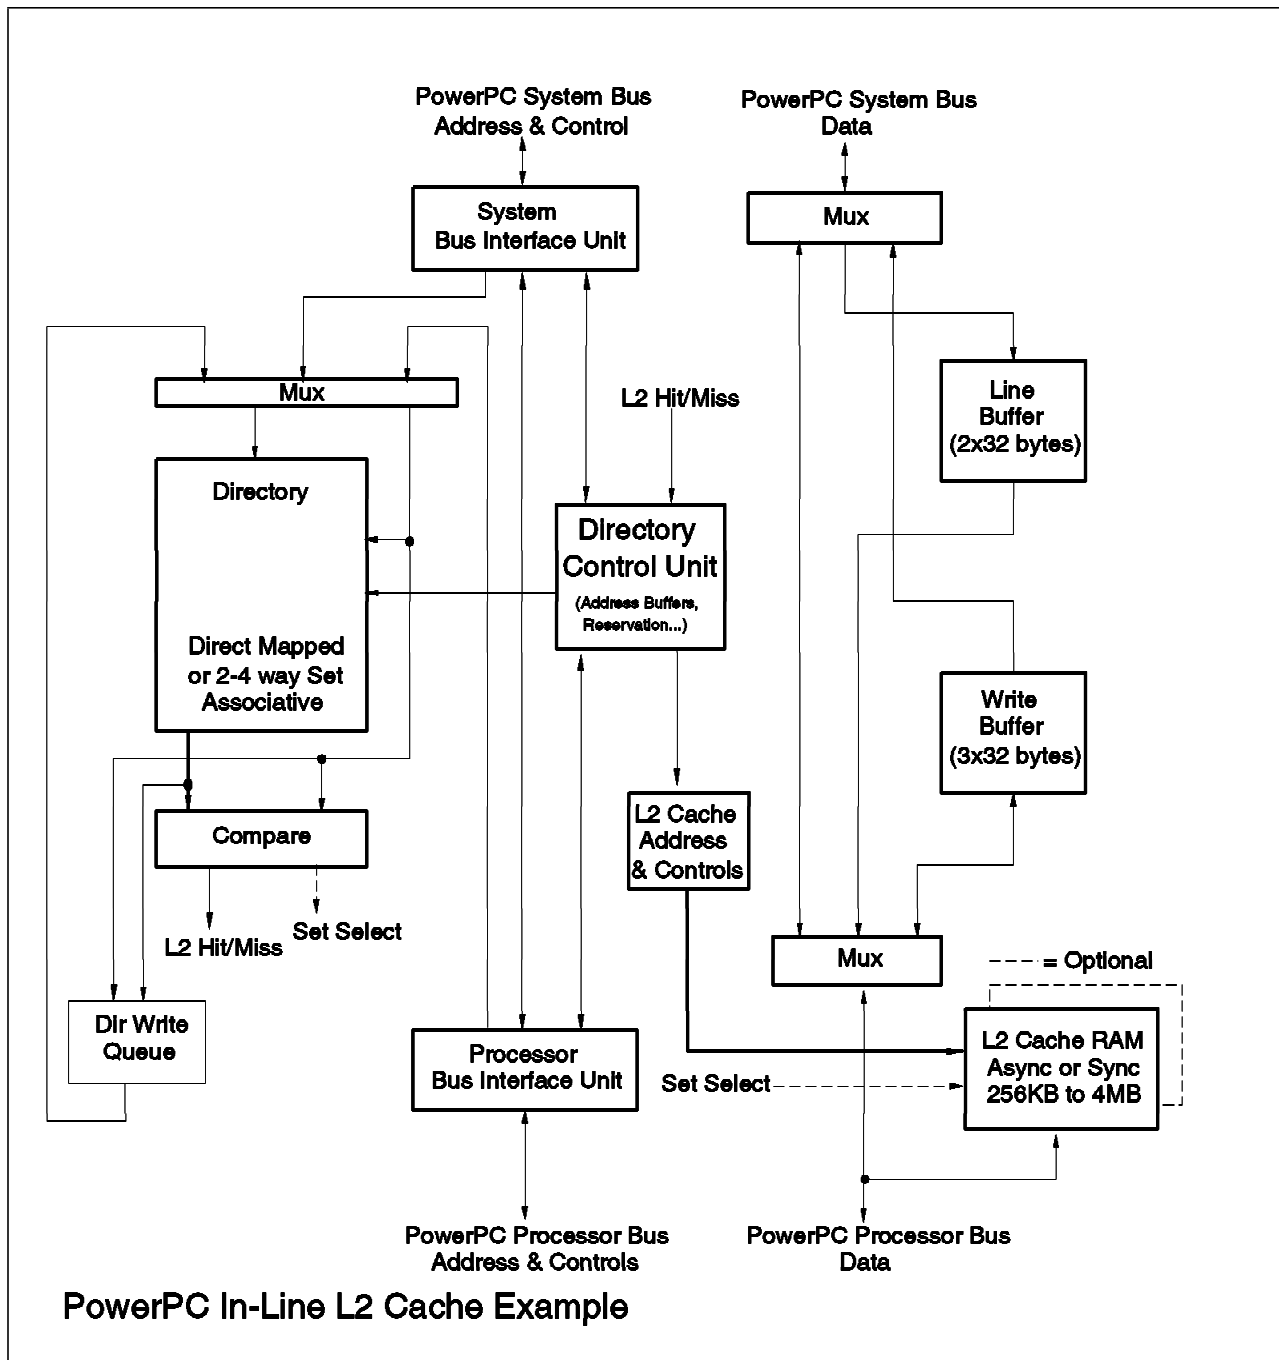 PowerPC System Bus
Address & Control
PowerPC System Bus
Data
System
Bus Interface Unit
Mux
Mux
L2 Hit/Miss
Line
Buffer
(2x32 bytes)
Directory
Direct Mapped
or 2-4 way Set
Associative
Directory
Control Unit
(Address Buffers,
Reservation...)
Write
Buffer
(3x32 bytes)
L2 Cache
Address
& Controls
Compare
L2 Hit/Miss
Set Select
Mux
= Optional
Dir Write
Queue
Processor
Bus Interface Unit
L2 Cache RAM
Async or Sync
256KB to 4MB
Set Select
PowerPC Processor Bus
Address & Controls
PowerPC Processor Bus
Data
PowerPC In-Line L2 Cache Example